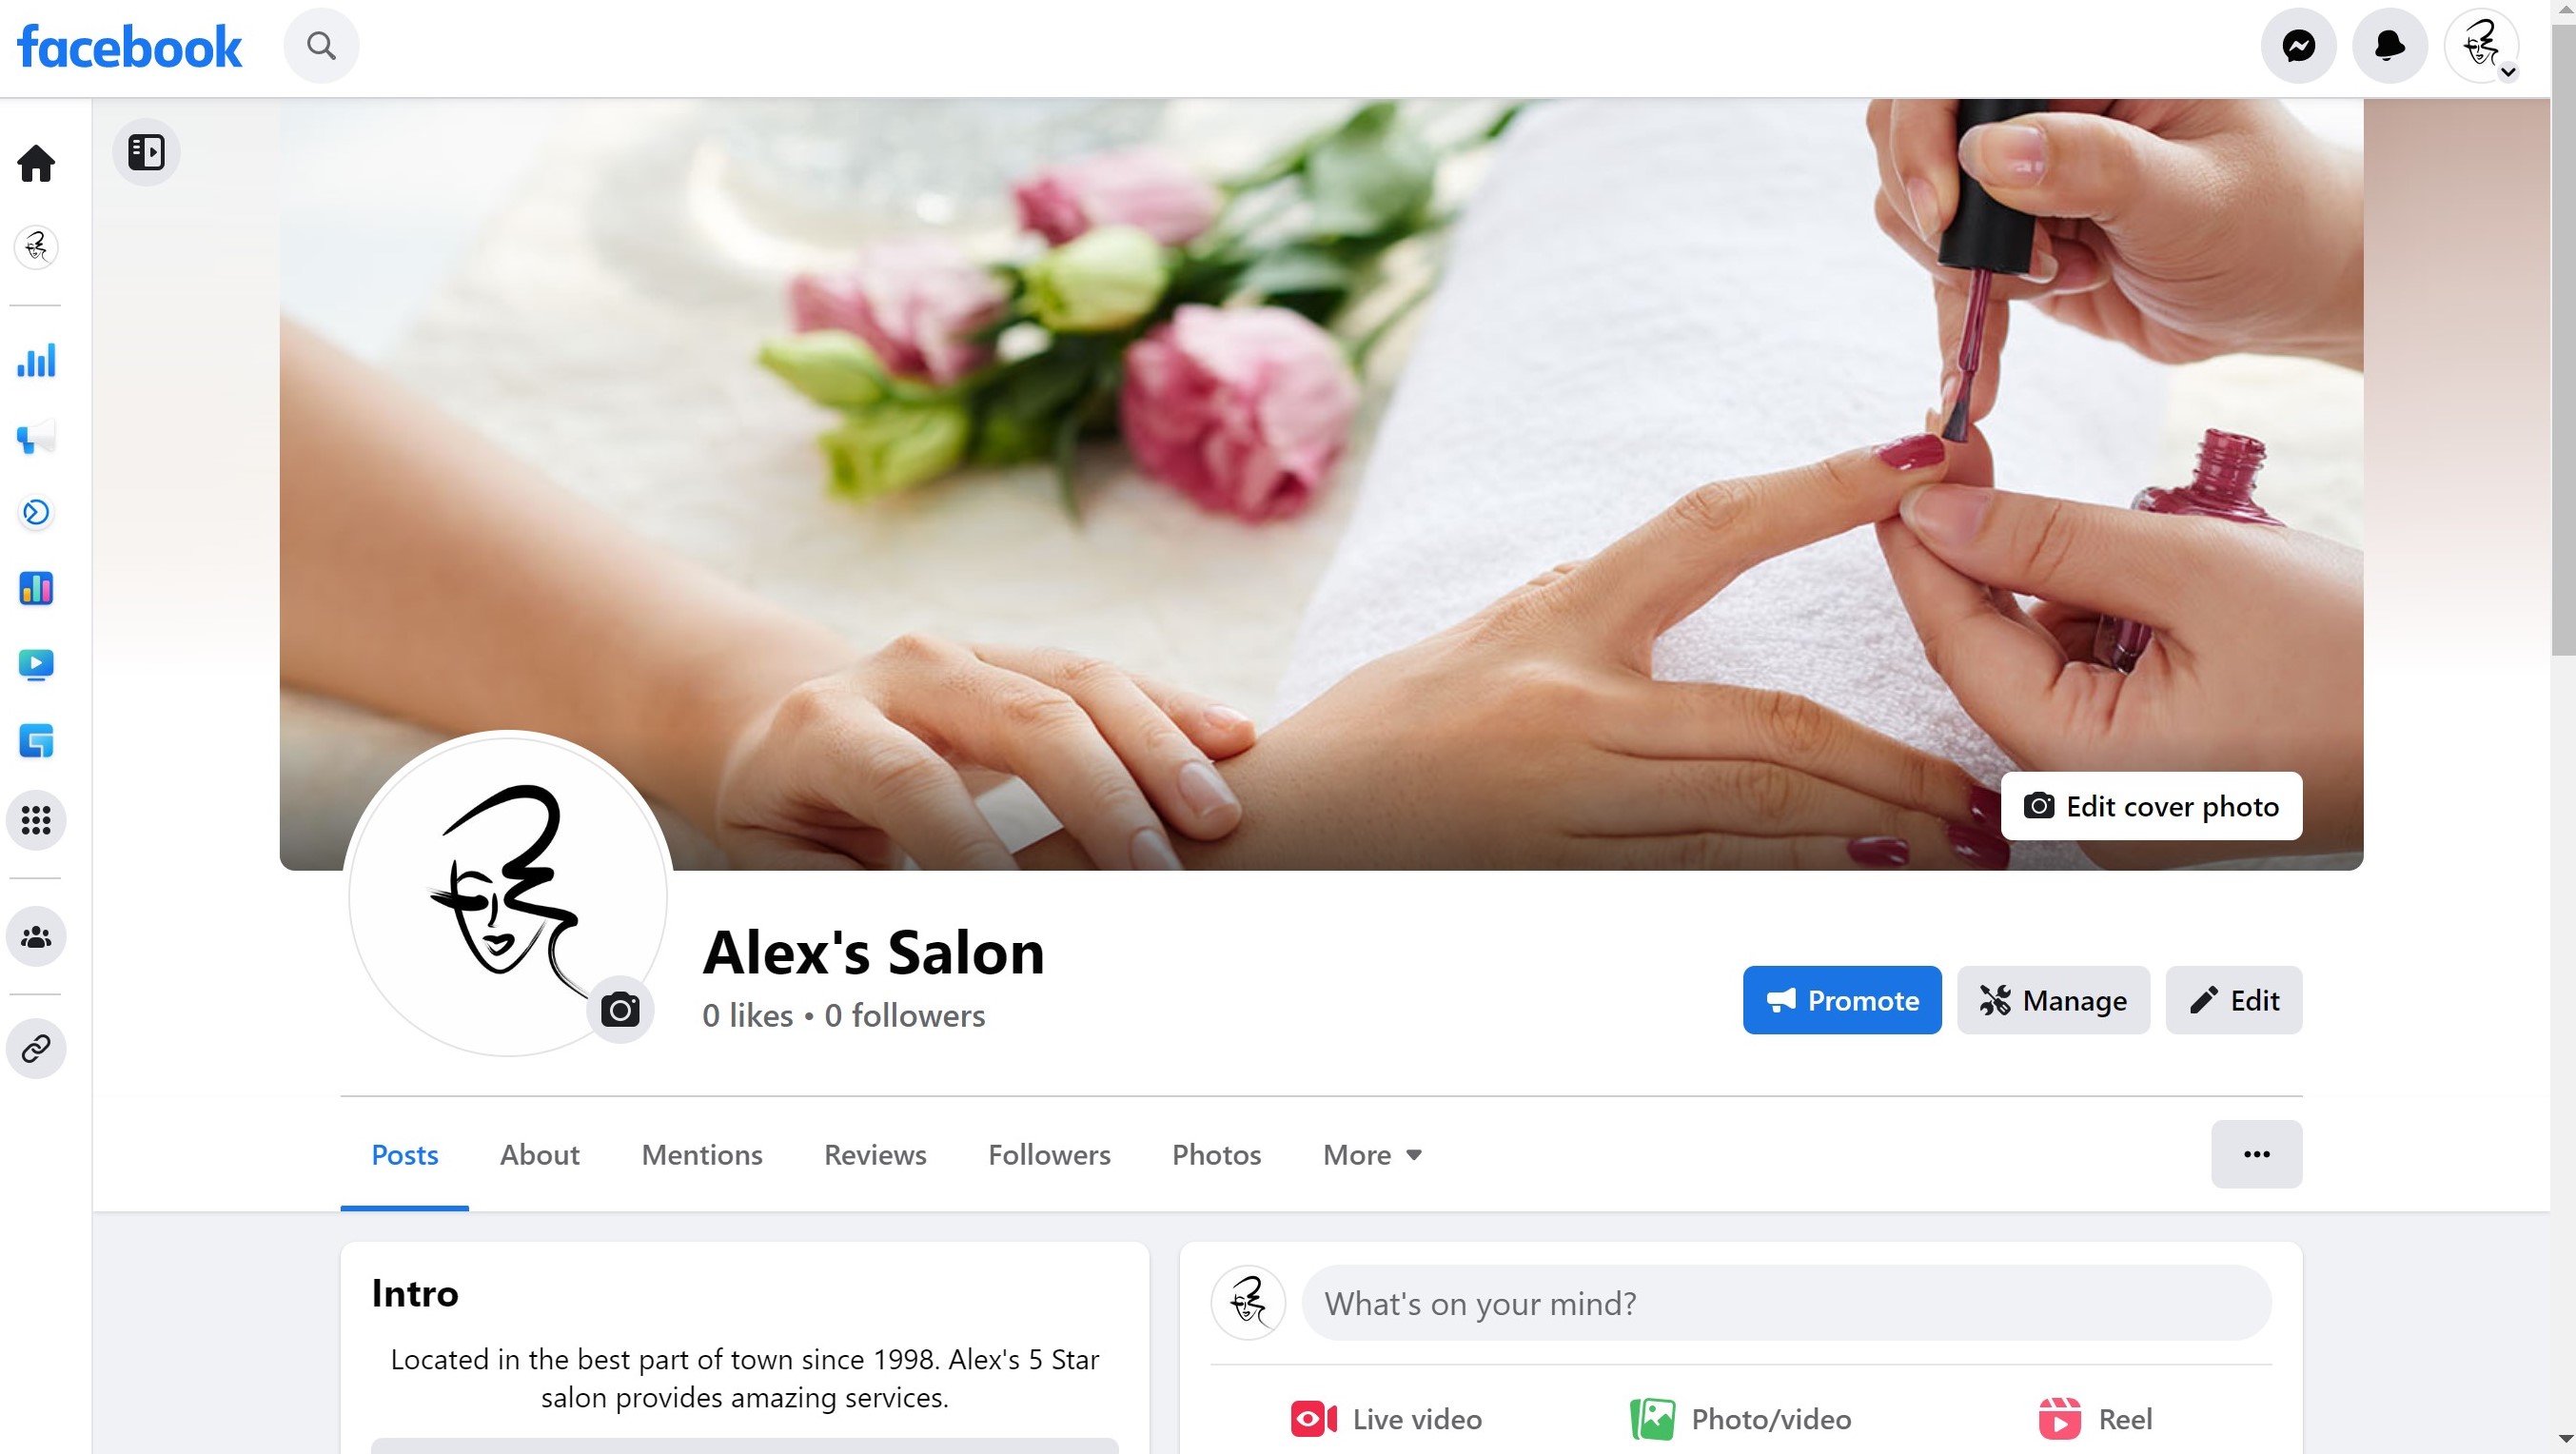 facebook
Edit cover photo
Alex's Salon
0 likes • 0 followers
Promote
Manage
Edit
Posts
About
Mentions
Reviews
Followers
Photos
More
Intro
Located in the best part of town since 1998. Alex's 5 Star
salon provides amazing services.
What's on your mind?
Live video
Photo/video
Reel